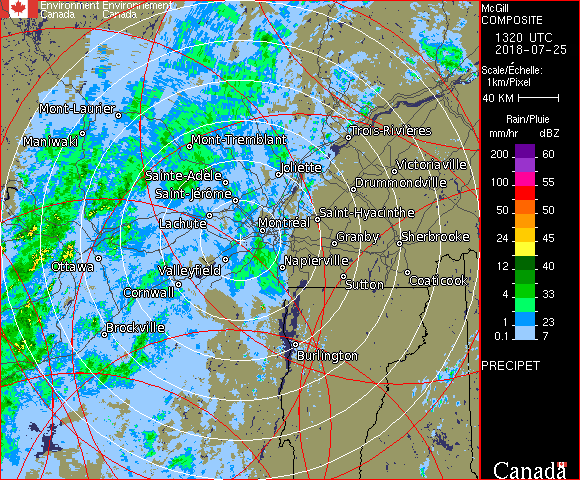 Environment Environnement
Canada Canada
McGill
COMPOSITE
1320 UTC
2018-07-25
Scale/Échelle:
1km/Pixel
40 KM
Rain/Pluie
mm/hr dBZ
200 60
100 55
50 50
24 45
12 40
4 33
1 23
0.1 7
PRECIPET
Canada
Mont-Laurier
Maniwaki
Mont-Tremblant
Trois-Rivières
Joliette
Victoriaville
Sainte-Adèle
Drummondville
Saint-Jérôme
Saint-Hyacinthe
Lachute
Montréal
Granby
Sherbrooke
Ottawa
Valleyfield
Napierville
Cornwall
Sutton
Coaticook
Brockville
Burlington